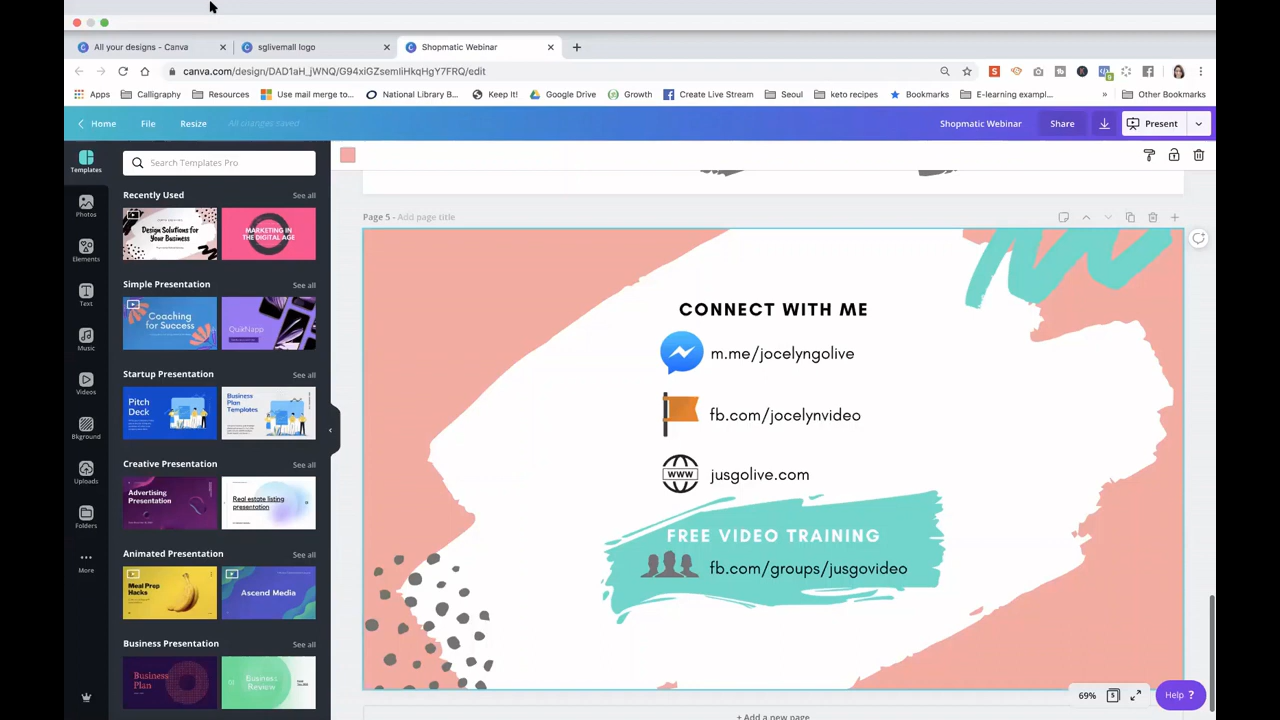 All your designs - Canva
sglivemall logo
Shopmatic Webinar
canva.com/design/DAD1aH_jWNQ/G94xiGZsemIiHkqHgY7FRQ/edit
Apps
Calligraphy
Resources
Use mail merge to...
National Library B...
Keep It!
Google Drive
Growth
Create Live Stream
Seoul
keto recipes
Bookmarks
E-learning exampl...
»
Other Bookmarks
Home
File
Resize
All changes saved
Shopmatic Webinar
Share
Present
Templates
Photos
Elements
Text
Music
Videos
Bkground
Uploads
Folders
More
Search Templates Pro
Recently Used
See all
Design Solutions for
Your Business
MARKETING IN
THE DIGITAL AGE
Simple Presentation
See all
Coaching
for Success
QuikNapp
Startup Presentation
See all
Pitch
Deck
Business
Plan
Templates
Creative Presentation
See all
Advertising
Presentation
Real estate listing
presentation
Animated Presentation
See all
Meal Prep
Hacks
Ascend Media
Business Presentation
See all
Business
Plan
Business
Review
Page 5 - Add page title
CONNECT WITH ME
m.me/jocelyngolive
fb.com/jocelynvideo
WWW
jusgolive.com
FREE VIDEO TRAINING
fb.com/groups/jusgovideo
69%
5
Help ?
+ Add a new page